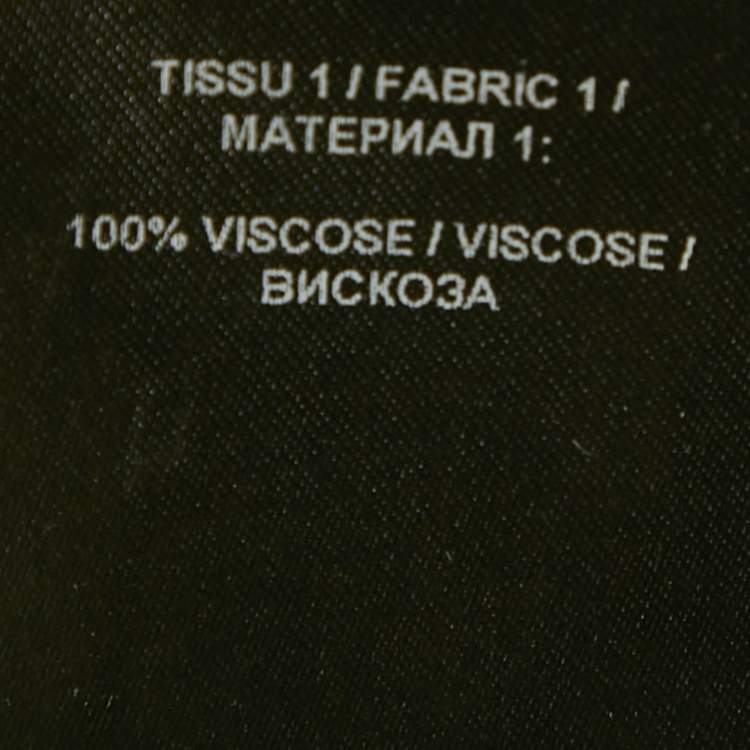 TISSU 1 / FABRIC 1 /
МАТЕРИАЛ 1:
100% VISCOSE / VISCOSE /
ВИСКОЗА